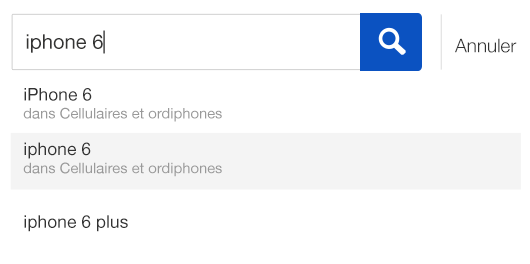 iphone 6
Annuler
iPhone 6
dans Cellulaires et ordiphones
iphone 6
dans Cellulaires et ordiphones
iphone 6 plus